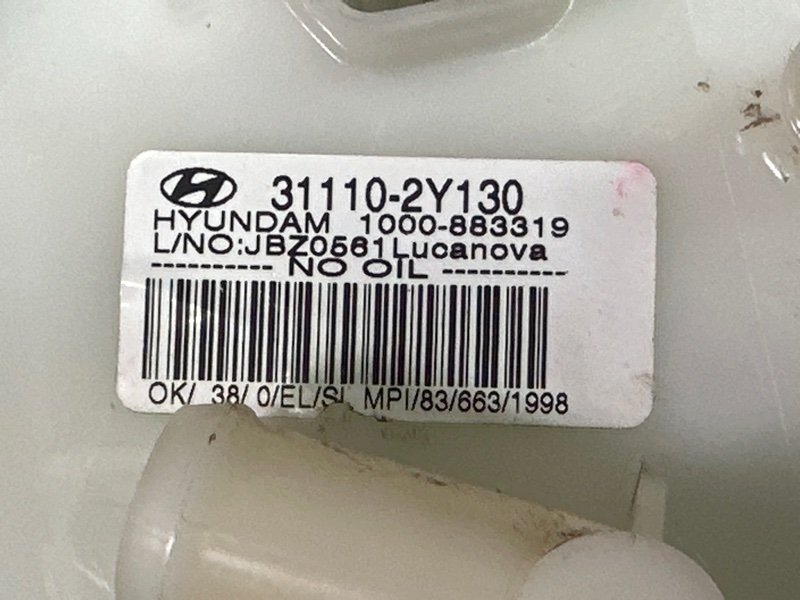 31110-2Y130
HYUNDAM 1000-883319
L/NO:JBZ0561Lucanova
---------- NO OIL ----------
OK/ 38/ 0/EL/SL MPI/83/663/1998